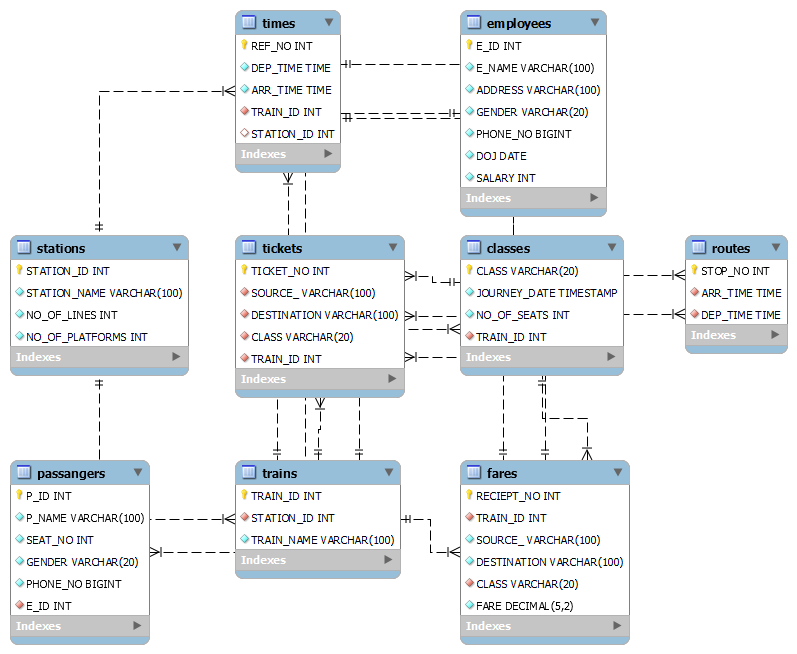 times
REF_NO INT
DEP_TIME TIME
ARR_TIME TIME
TRAIN_ID INT
STATION_ID INT
Indexes
employees
E_ID INT
E_NAME VARCHAR(100)
ADDRESS VARCHAR(100)
GENDER VARCHAR(20)
PHONE_NO BIGINT
DOJ DATE
SALARY INT
Indexes
stations
STATION_ID INT
STATION_NAME VARCHAR(100)
NO_OF_LINES INT
NO_OF_PLATFORMS INT
Indexes
tickets
TICKET_NO INT
SOURCE_ VARCHAR(100)
DESTINATION VARCHAR(100)
CLASS VARCHAR(20)
TRAIN_ID INT
Indexes
classes
CLASS VARCHAR(20)
JOURNEY_DATE TIMESTAMP
NO_OF_SEATS INT
TRAIN_ID INT
Indexes
routes
STOP_NO INT
ARR_TIME TIME
DEP_TIME TIME
Indexes
passangers
P_ID INT
P_NAME VARCHAR(100)
SEAT_NO INT
GENDER VARCHAR(20)
PHONE_NO BIGINT
E_ID INT
Indexes
trains
TRAIN_ID INT
STATION_ID INT
TRAIN_NAME VARCHAR(100)
Indexes
fares
RECIEPT_NO INT
TRAIN_ID INT
SOURCE_ VARCHAR(100)
DESTINATION VARCHAR(100)
CLASS VARCHAR(20)
FARE DECIMAL(5,2)
Indexes